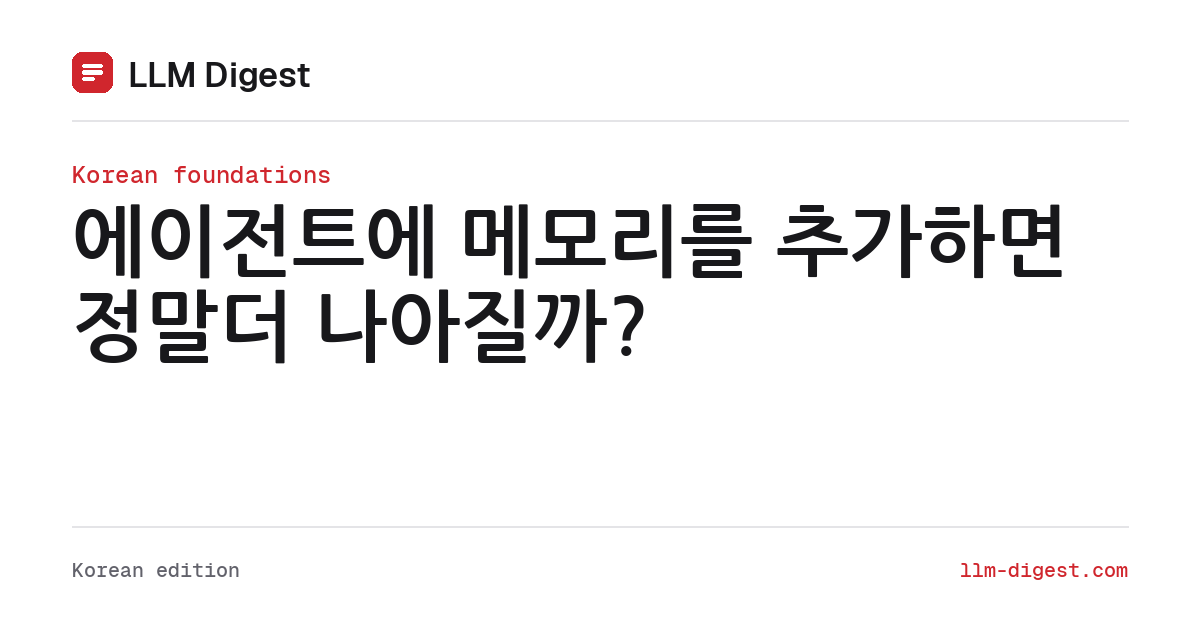 LLM Digest
Korean foundations
에이전트에 메모리를 추가하면
정말더 나아질까?
Korean edition
llm-digest.com